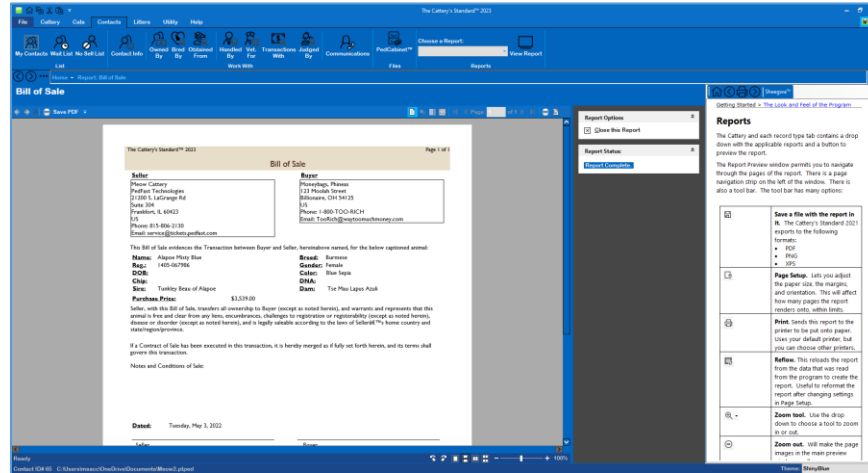 The Cattery's Standard™ 2023
File Cattery Cats Contacts Litters Utility Help
My Contacts Wait List No Sell List Contact Info Owned By Bred By Obtained From Handled By Vet. For Transactions With Judged By Communications PedCabinet™ Choose a Report: View Report
List Work With Files Reports
Home Report: Bill of Sale
Bill of Sale
Save PDF Page of 1
The Cattery's Standard™ 2023 Page 1 of 1
Bill of Sale
Seller Buyer
Meow Cattery
PedFast Technologies
21200 S. LaGrange Rd
Suite 304
Frankfort, IL 60423
US
Phone: 815-806-2130
Email: service@tickets.pedfast.com
Moneybags, Phineas
123 Moolah Street
Billionaire, OH 54125
US
Phone: 1-800-TOO-RICH
Email: TooRich@waytoomuchmoney.com
This Bill of Sale evidences the Transaction between Buyer and Seller, hereinabove named, for the below captioned animal:
Name: Alapoe Misty Blue Breed: Burmese
Reg.: 1405-067986 Gender: Female
DOB: Color: Blue Sepia
Chip: DNA:
Sire: Tunkley Beau of Alapoe Dam: Tse Mau Lapus Azuli
Purchase Price: $3,539.00
Seller, with this Bill of Sale, transfers all ownership to Buyer (except as noted herein), and warrants and represents that this
animal is free and clear from any liens, encumbrances, challenges to registration or registerability (except as noted herein),
disease or disorder (except as noted herein), and is legally saleable according to the laws of Sellerâ€™s home country and
state/region/province.
If a Contract of Sale has been executed in this transaction, it is hereby merged as if fully set forth herein, and its terms shall
govern this transaction.
Notes and Conditions of Sale:
Dated: Tuesday, May 3, 2022
Seller Buyer
Report Options
Close this Report
Report Status:
Report Complete.
Getting Started > The Look and Feel of the Program
Reports
The Cattery and each record type tab contains a drop
down with the applicable reports and a button to
preview the report.
The Report Preview window permits you to navigate
through the pages of the report. There is a page
navigation strip on the left of the window. There is
also a tool bar. The tool bar has many options:
Save a file with the report in
it. The Cattery's Standard 2021
exports to the following
formats:
• PDF
• PNG
• XPS
Page Setup. Lets you adjust
the paper size, the margins,
and orientation. This will affect
how many pages the report
renders onto, within limits.
Print. Sends this report to the
printer to be put onto paper.
Uses your default printer, but
you can choose other printers.
Reflow. This reloads the report
from the data that was read
from the program to create the
report. Useful to reformat the
report after changing settings
in Page Setup.
Zoom tool. Use the drop
down to choose a tool to zoom
in or out.
Zoom out. Will make the page
images in the main preview
Ready 100%
Theme: ShinyBlue